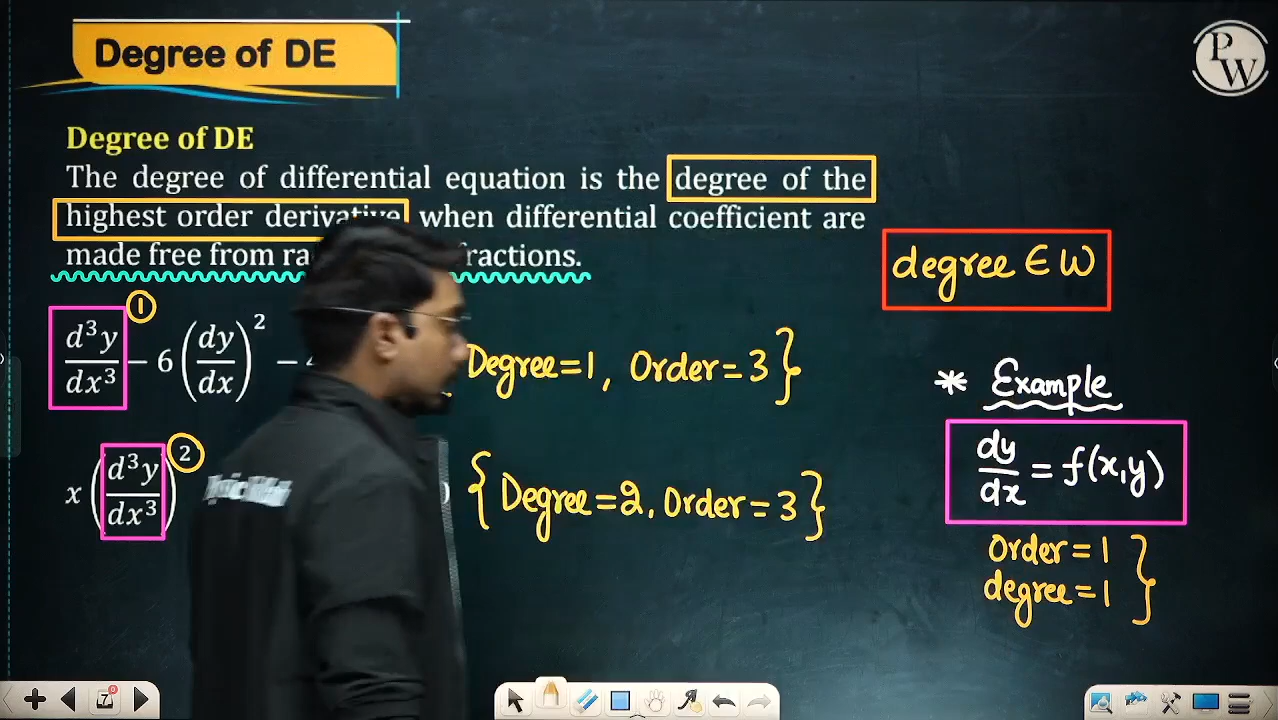 Degree of DE
PW
Degree of DE
The degree of differential equation is the degree of the
highest order derivative when differential coefficient are
made free from fractions.
degree ∈ W
d³y/dx³ ① − 6 (dy/dx)² −
Degree = 1, Order = 3 }
* Example
dy/dx = f(x,y)
x (d³y/dx³)②
{ Degree = 2, Order = 3 }
Order = 1
degree = 1 }
7